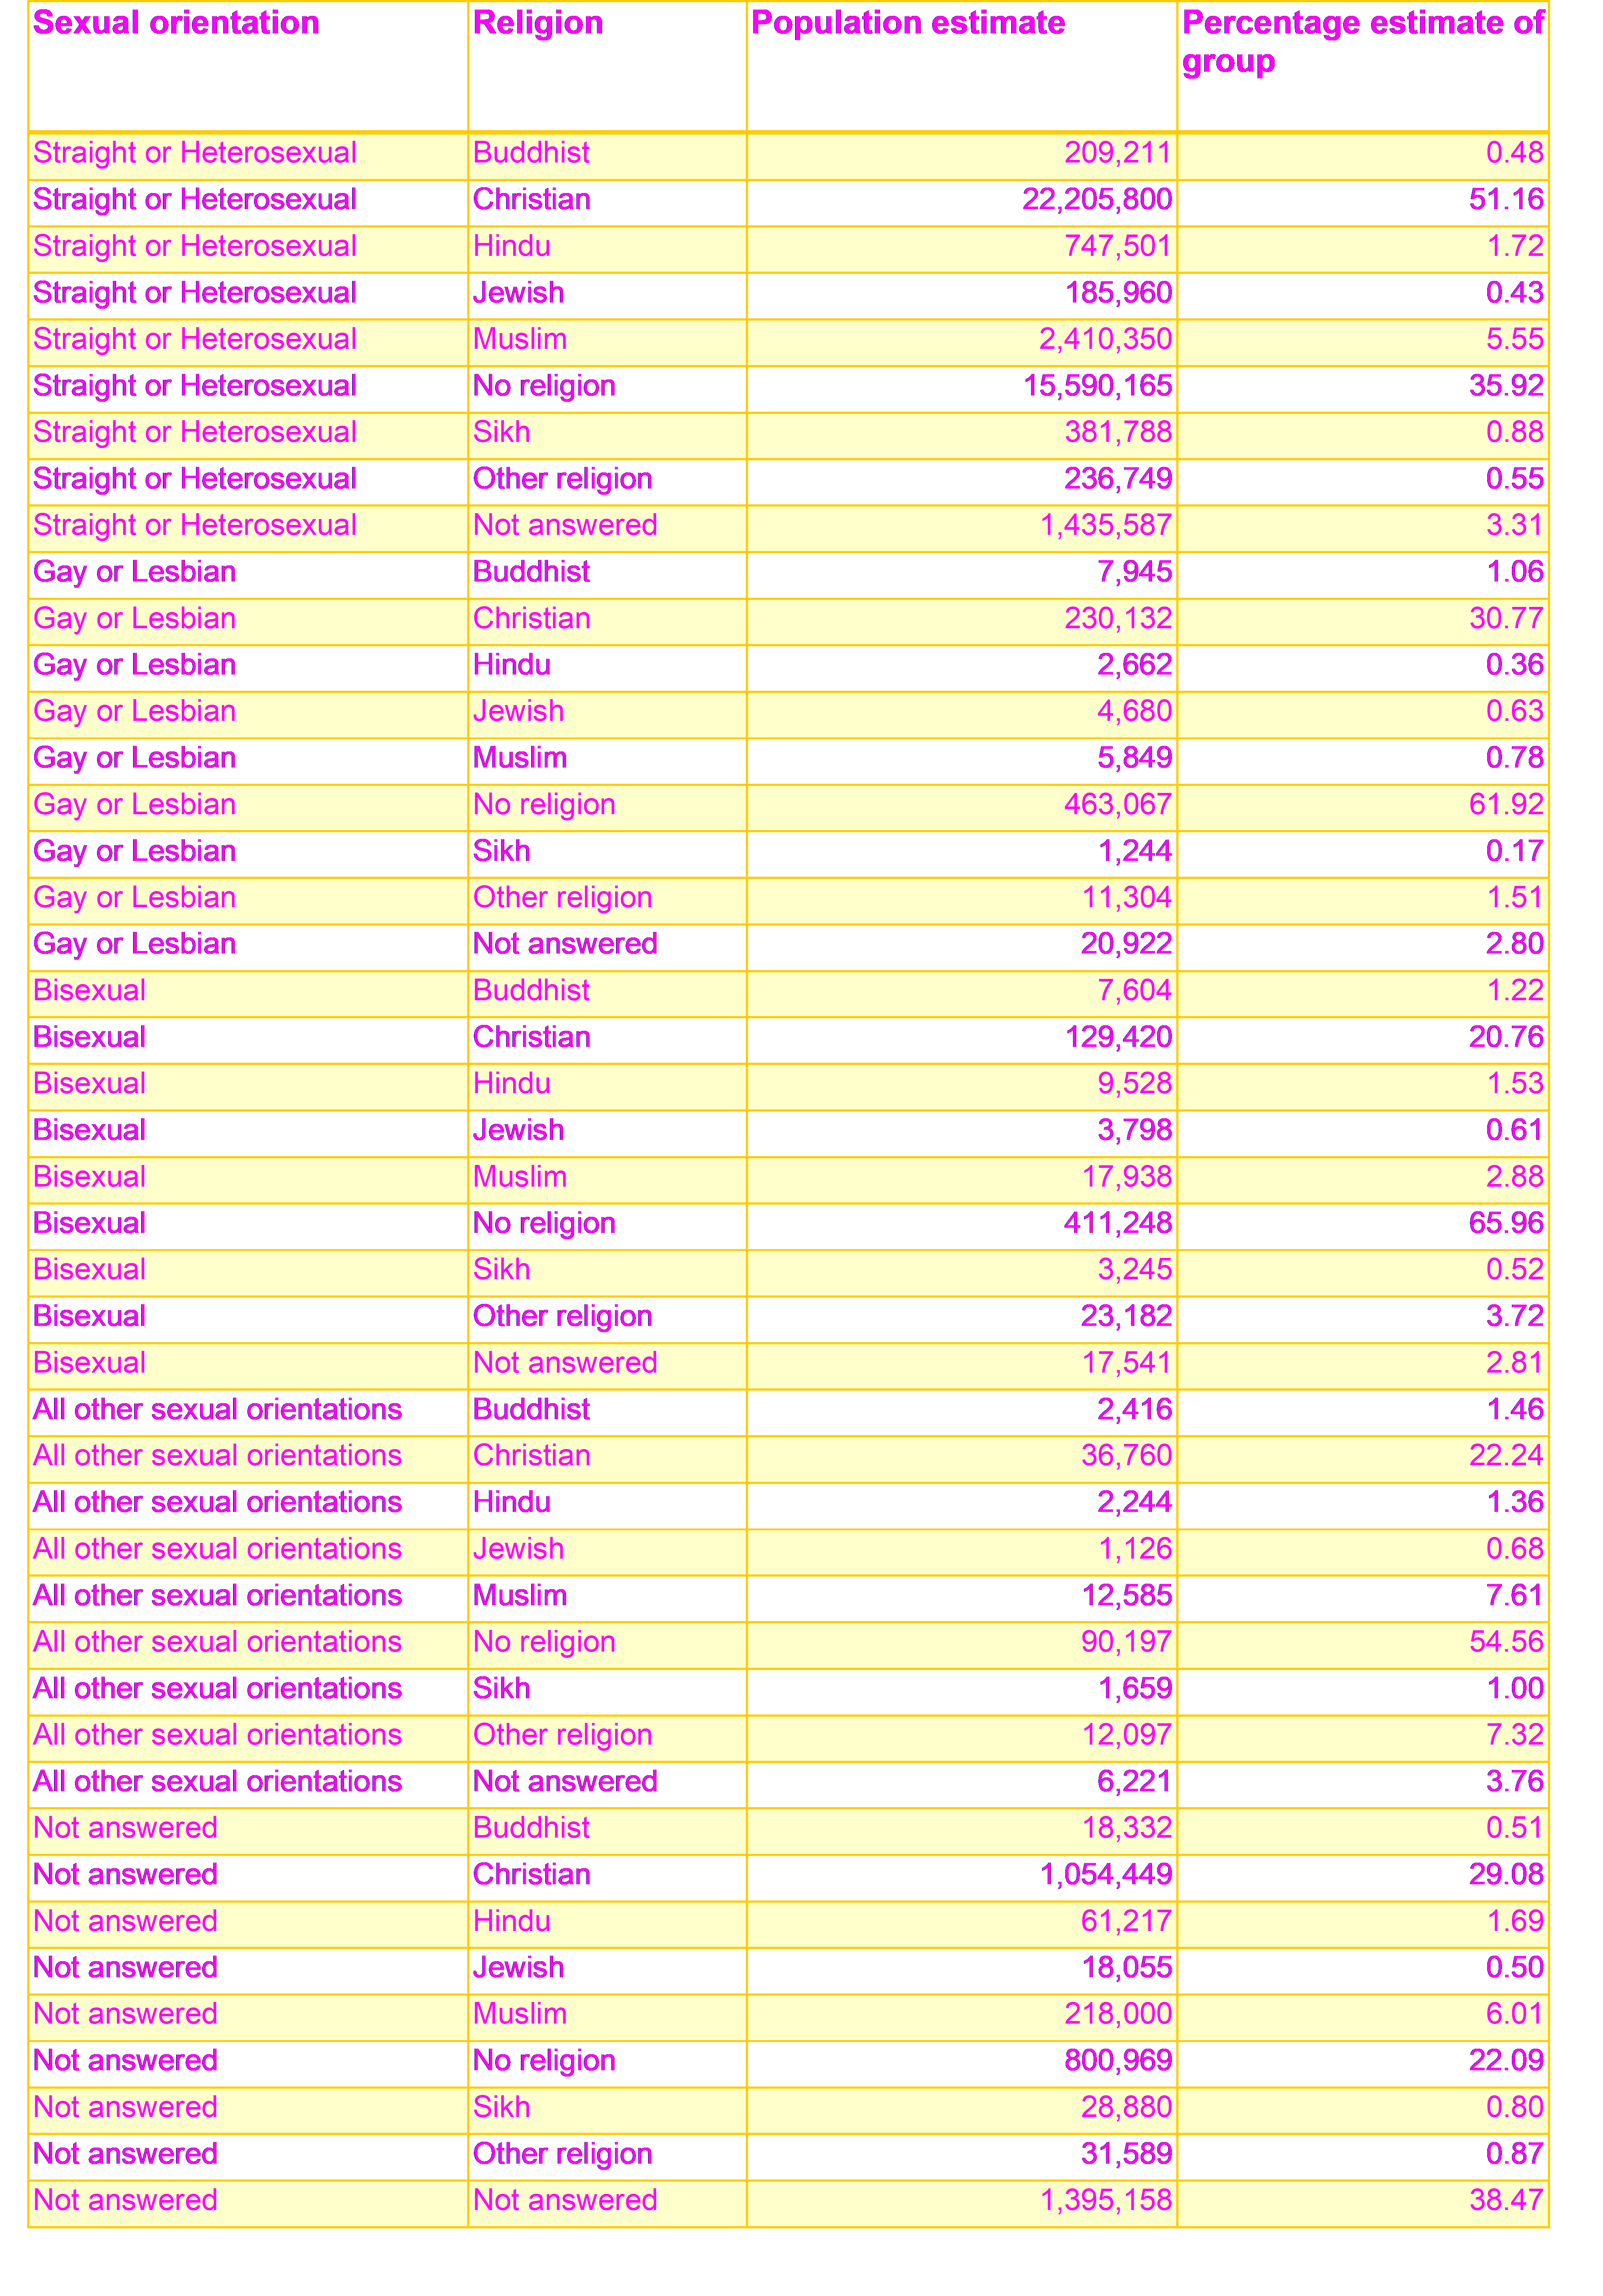 Sexual orientation Religion Population estimate Percentage estimate of
group
Straight or Heterosexual Buddhist 209,211 0.48
Straight or Heterosexual Christian 22,205,800 51.16
Straight or Heterosexual Hindu 747,501 1.72
Straight or Heterosexual Jewish 185,960 0.43
Straight or Heterosexual Muslim 2,410,350 5.55
Straight or Heterosexual No religion 15,590,165 35.92
Straight or Heterosexual Sikh 381,788 0.88
Straight or Heterosexual Other religion 236,749 0.55
Straight or Heterosexual Not answered 1,435,587 3.31
Gay or Lesbian Buddhist 7,945 1.06
Gay or Lesbian Christian 230,132 30.77
Gay or Lesbian Hindu 2,662 0.36
Gay or Lesbian Jewish 4,680 0.63
Gay or Lesbian Muslim 5,849 0.78
Gay or Lesbian No religion 463,067 61.92
Gay or Lesbian Sikh 1,244 0.17
Gay or Lesbian Other religion 11,304 1.51
Gay or Lesbian Not answered 20,922 2.80
Bisexual Buddhist 7,604 1.22
Bisexual Christian 129,420 20.76
Bisexual Hindu 9,528 1.53
Bisexual Jewish 3,798 0.61
Bisexual Muslim 17,938 2.88
Bisexual No religion 411,248 65.96
Bisexual Sikh 3,245 0.52
Bisexual Other religion 23,182 3.72
Bisexual Not answered 17,541 2.81
All other sexual orientations Buddhist 2,416 1.46
All other sexual orientations Christian 36,760 22.24
All other sexual orientations Hindu 2,244 1.36
All other sexual orientations Jewish 1,126 0.68
All other sexual orientations Muslim 12,585 7.61
All other sexual orientations No religion 90,197 54.56
All other sexual orientations Sikh 1,659 1.00
All other sexual orientations Other religion 12,097 7.32
All other sexual orientations Not answered 6,221 3.76
Not answered Buddhist 18,332 0.51
Not answered Christian 1,054,449 29.08
Not answered Hindu 61,217 1.69
Not answered Jewish 18,055 0.50
Not answered Muslim 218,000 6.01
Not answered No religion 800,969 22.09
Not answered Sikh 28,880 0.80
Not answered Other religion 31,589 0.87
Not answered Not answered 1,395,158 38.47